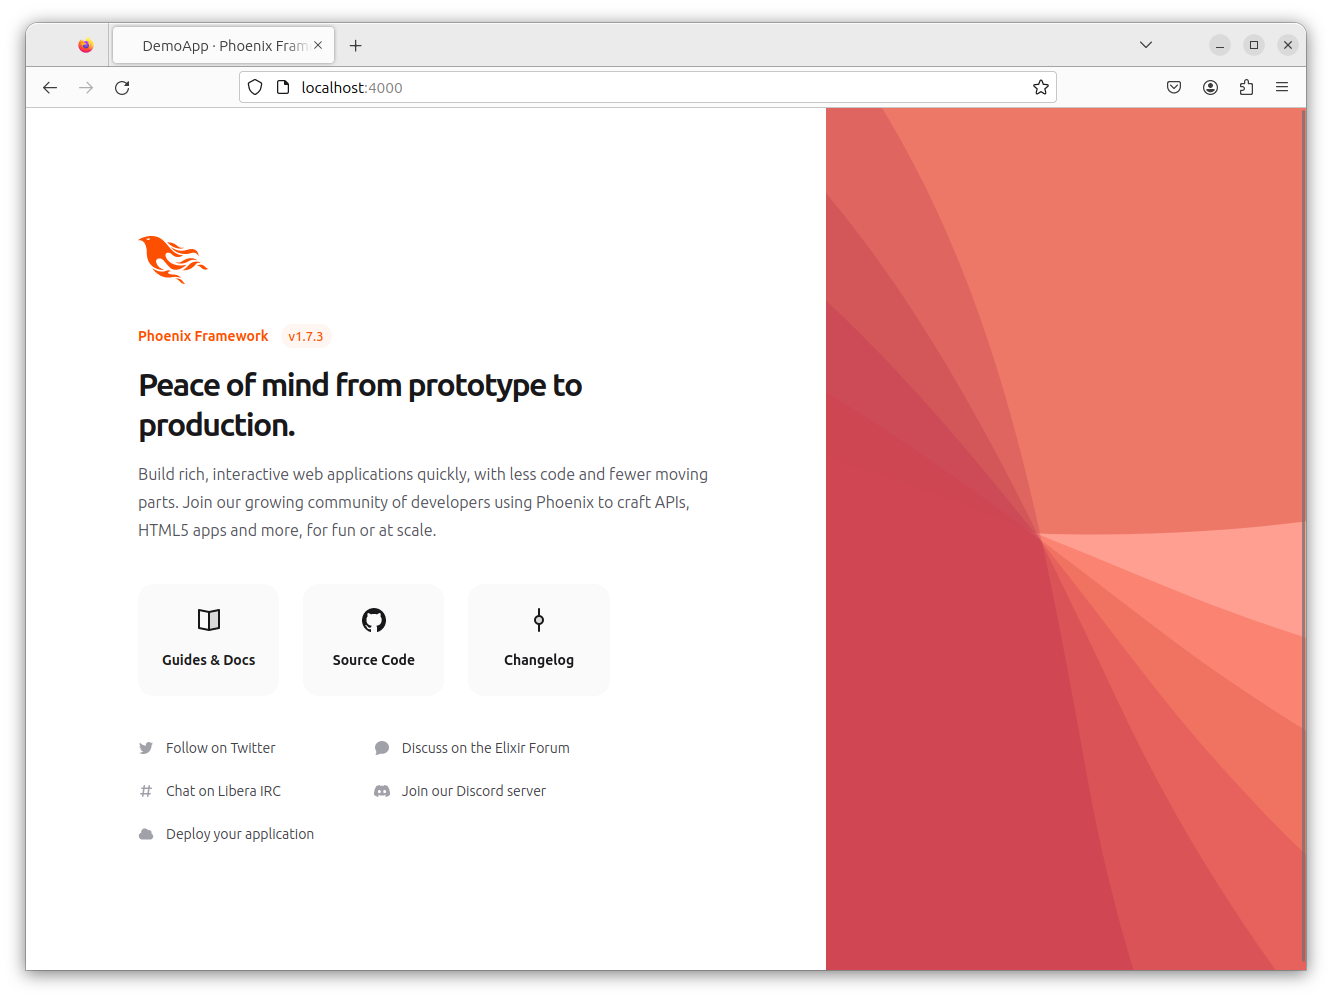 DemoApp · Phoenix Fram
localhost:4000
Phoenix Framework v1.7.3
Peace of mind from prototype to
production.
Build rich, interactive web applications quickly, with less code and fewer moving
parts. Join our growing community of developers using Phoenix to craft APIs,
HTML5 apps and more, for fun or at scale.
Guides & Docs
Source Code
Changelog
Follow on Twitter
Discuss on the Elixir Forum
Chat on Libera IRC
Join our Discord server
Deploy your application